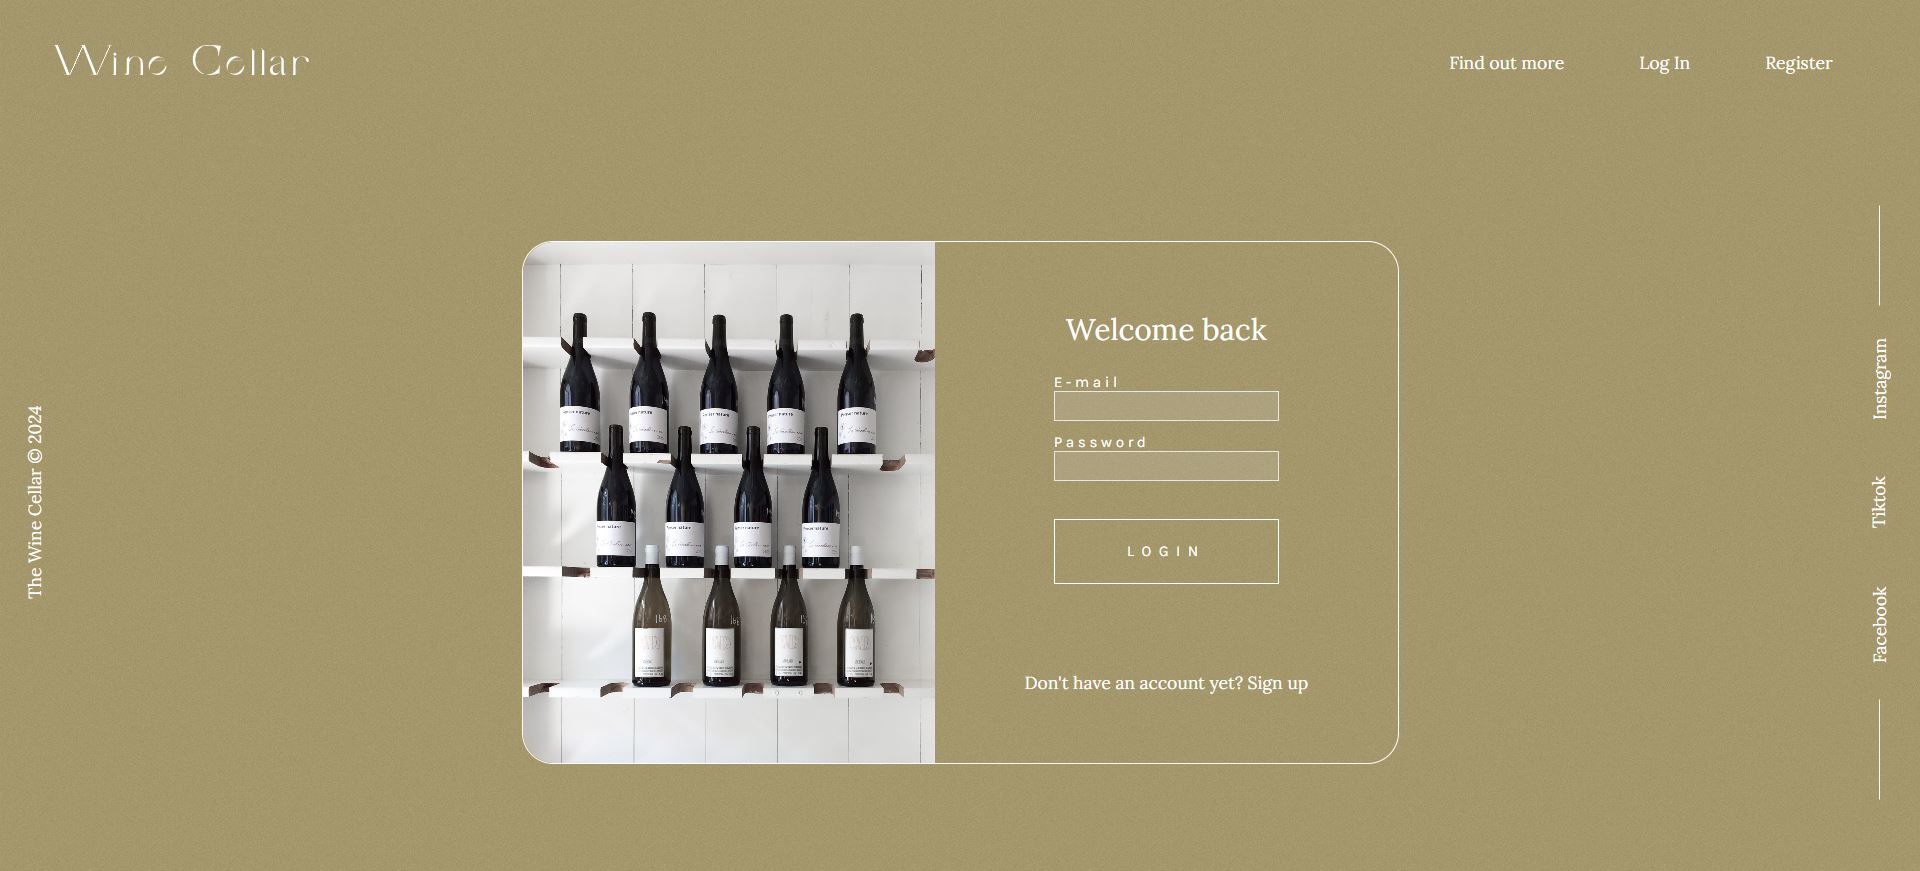 Wine Cellar
Find out more
Log In
Register
The Wine Cellar © 2024
Welcome back
E-mail
Password
LOGIN
Don't have an account yet? Sign up
Instagram
Tiktok
Facebook